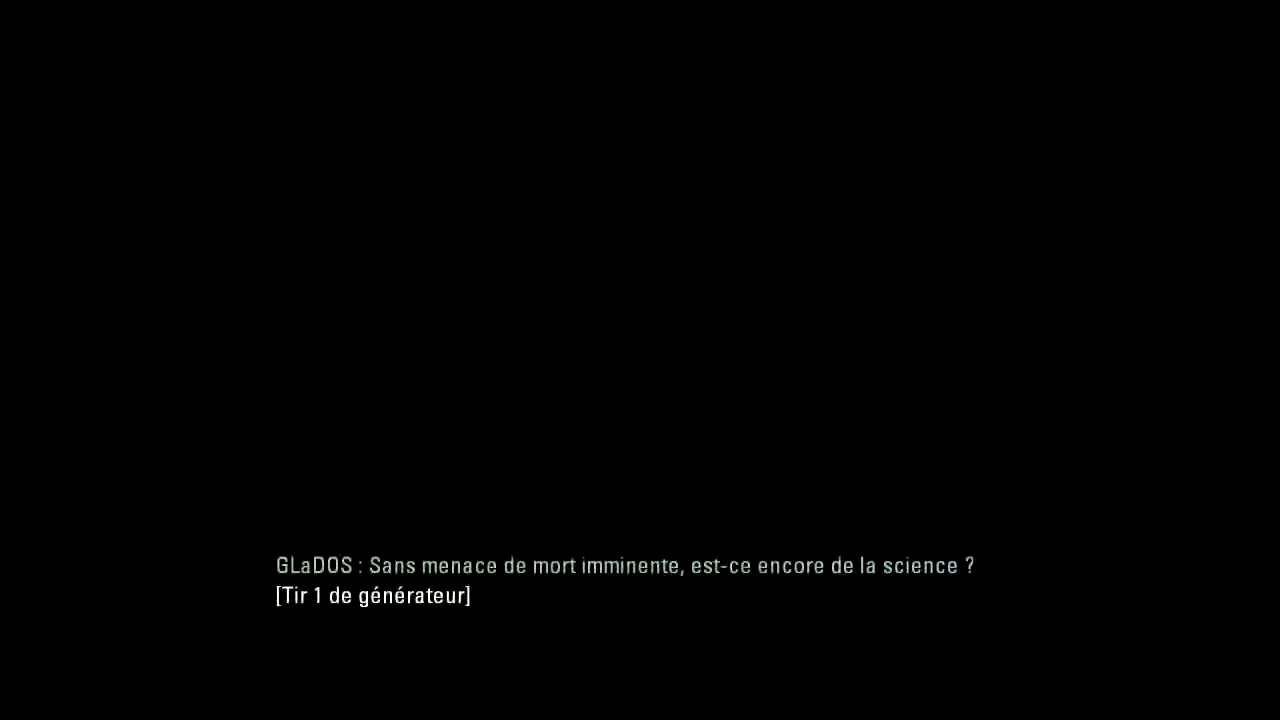 GLaDOS : Sans menace de mort imminente, est-ce encore de la science ?
[Tir 1 de générateur]